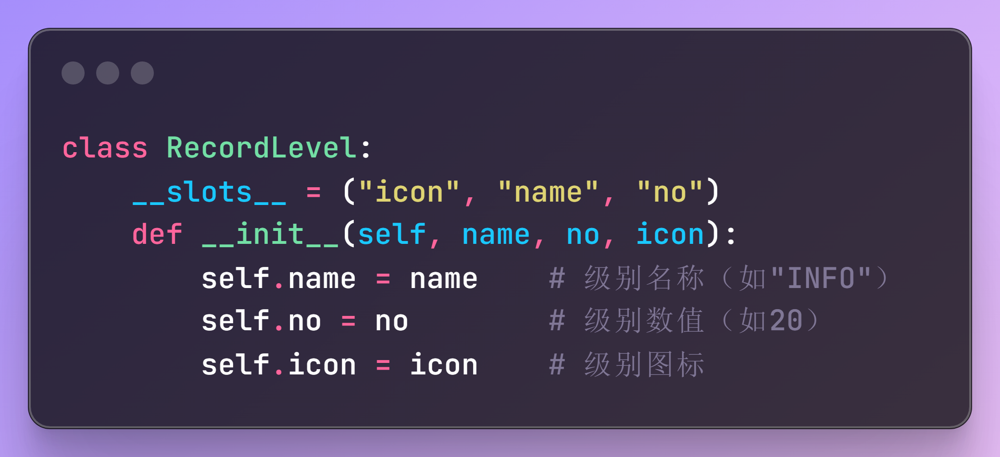 class RecordLevel:
    __slots__ = ("icon", "name", "no")
    def __init__(self, name, no, icon):
        self.name = name    # 级别名称（如"INFO"）
        self.no = no        # 级别数值（如20）
        self.icon = icon    # 级别图标